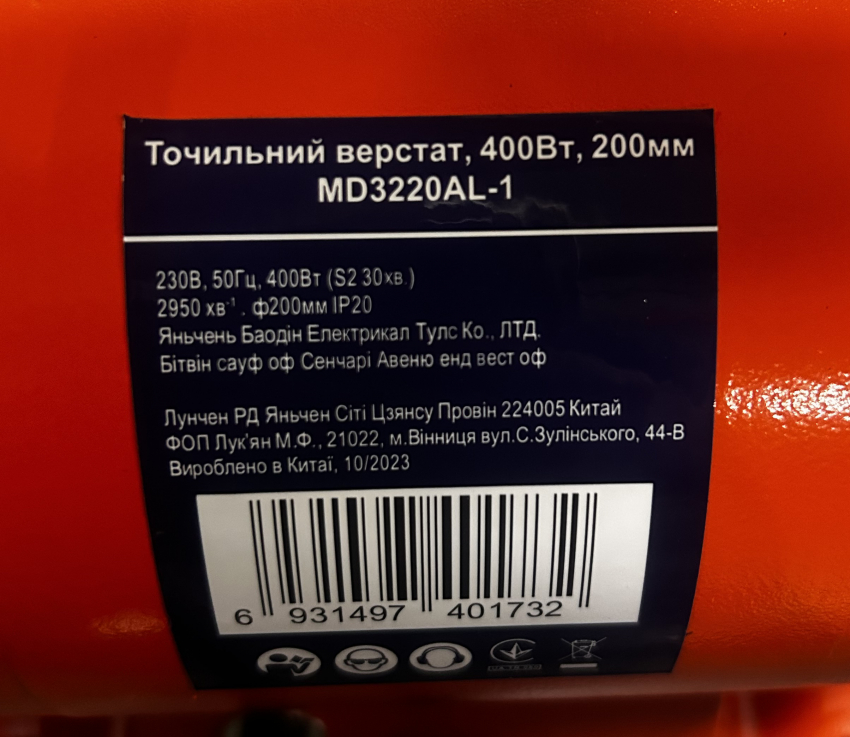 Точильний верстат, 400Вт, 200мм
MD3220AL-1
230В, 50Гц, 400Вт (S2 30хв.)
2950 хв⁻¹ . ф200мм IP20
Яньчень Баодін Електрикал Тулс Ко., ЛТД.
Бітвін сауф оф Сенчарі Авеню енд вест оф
Лунчен РД Яньчен Сіті Цзянсу Провін 224005 Китай
ФОП Лук'ян М.Ф., 21022, м.Вінниця вул.С.Зулінського, 44-В
Вироблено в Китаї, 10/2023
6 931497 401732